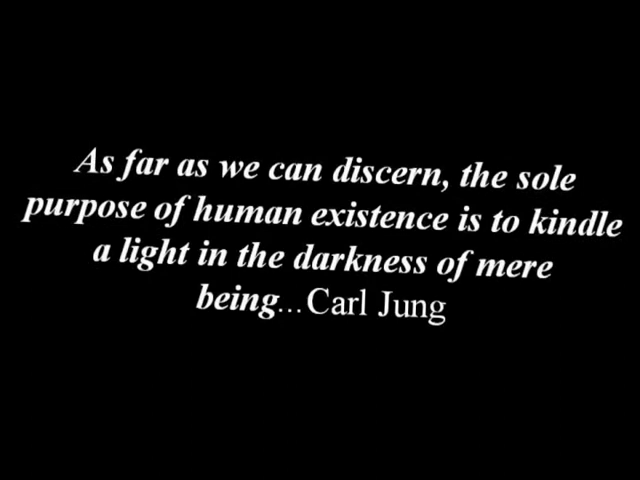 As far as we can discern, the sole
purpose of human existence is to kindle
a light in the darkness of mere
being...Carl Jung